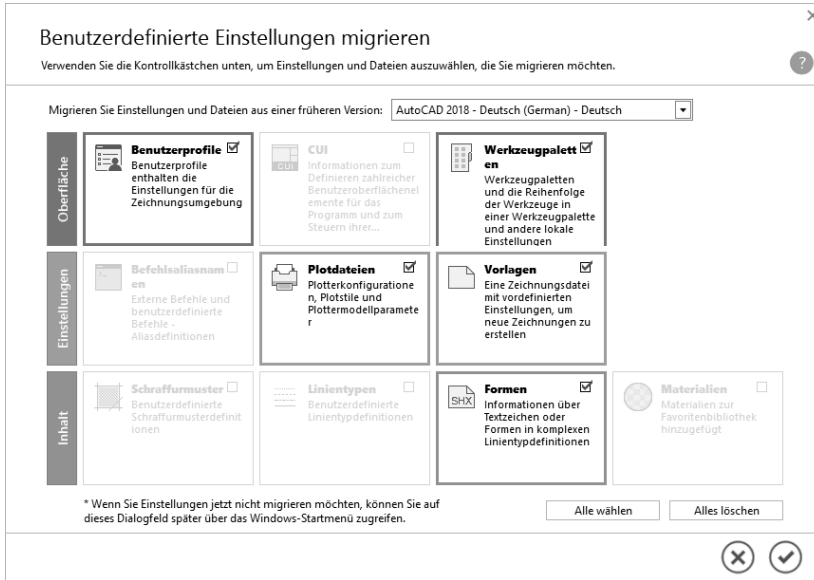 Benutzerdefinierte Einstellungen migrieren
Verwenden Sie die Kontrollkästchen unten, um Einstellungen und Dateien auszuwählen, die Sie migrieren möchten.
?
Migrieren Sie Einstellungen und Dateien aus einer früheren Version: AutoCAD 2018 - Deutsch (German) - Deutsch
Oberfläche
Benutzerprofile
Benutzerprofile
enthalten die
Einstellungen für die
Zeichnungsumgebung
CUI
CUI
Informationen zum
Definieren zahlreicher
Benutzeroberflächenel
emente für das
Programm und zum
Steuern ihrer...
Werkzeugpalett
en
Werkzeugpaletten
und die Reihenfolge
der Werkzeuge in
einer Werkzeugpalette
und andere lokale
Einstellungen
Einstellungen
Befehlsaliasnam
en
Externe Befehle und
benutzerdefinierte
Befehle -
Aliasdefinitionen
Plotdateien
Plotterkonfiguratione
n, Plotstile und
Plottermodellparamete
r
Vorlagen
Eine Zeichnungsdatei
mit vordefinierten
Einstellungen, um
neue Zeichnungen zu
erstellen
Inhalt
Schraffurmuster
Benutzerdefinierte
Schraffurmusterdefinit
ionen
Linientypen
Benutzerdefinierte
Linientypdefinitionen
SHX
Formen
Informationen über
Textzeichen oder
Formen in komplexen
Linientypdefinitionen
Materialien
Materialien zur
Favoritenbibliothek
hinzugefügt
* Wenn Sie Einstellungen jetzt nicht migrieren möchten, können Sie auf
dieses Dialogfeld später über das Windows-Startmenü zugreifen.
Alle wählen
Alles löschen